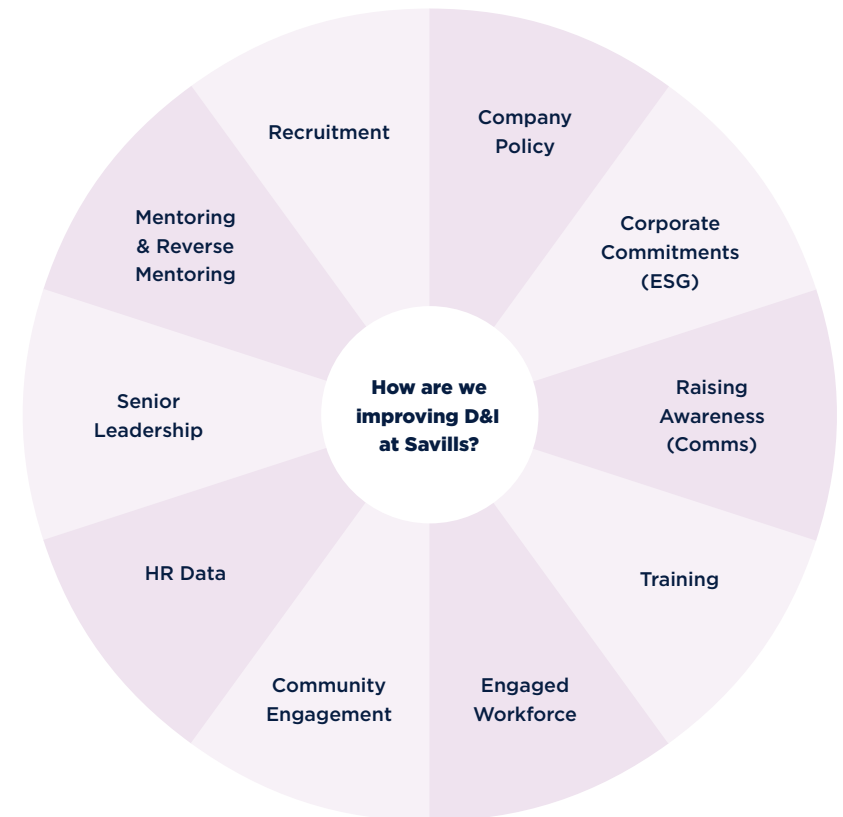 How are we
improving D&I
at Savills?
Company
Policy
Corporate
Commitments
(ESG)
Raising
Awareness
(Comms)
Training
Engaged
Workforce
Community
Engagement
HR Data
Senior
Leadership
Mentoring
& Reverse
Mentoring
Recruitment